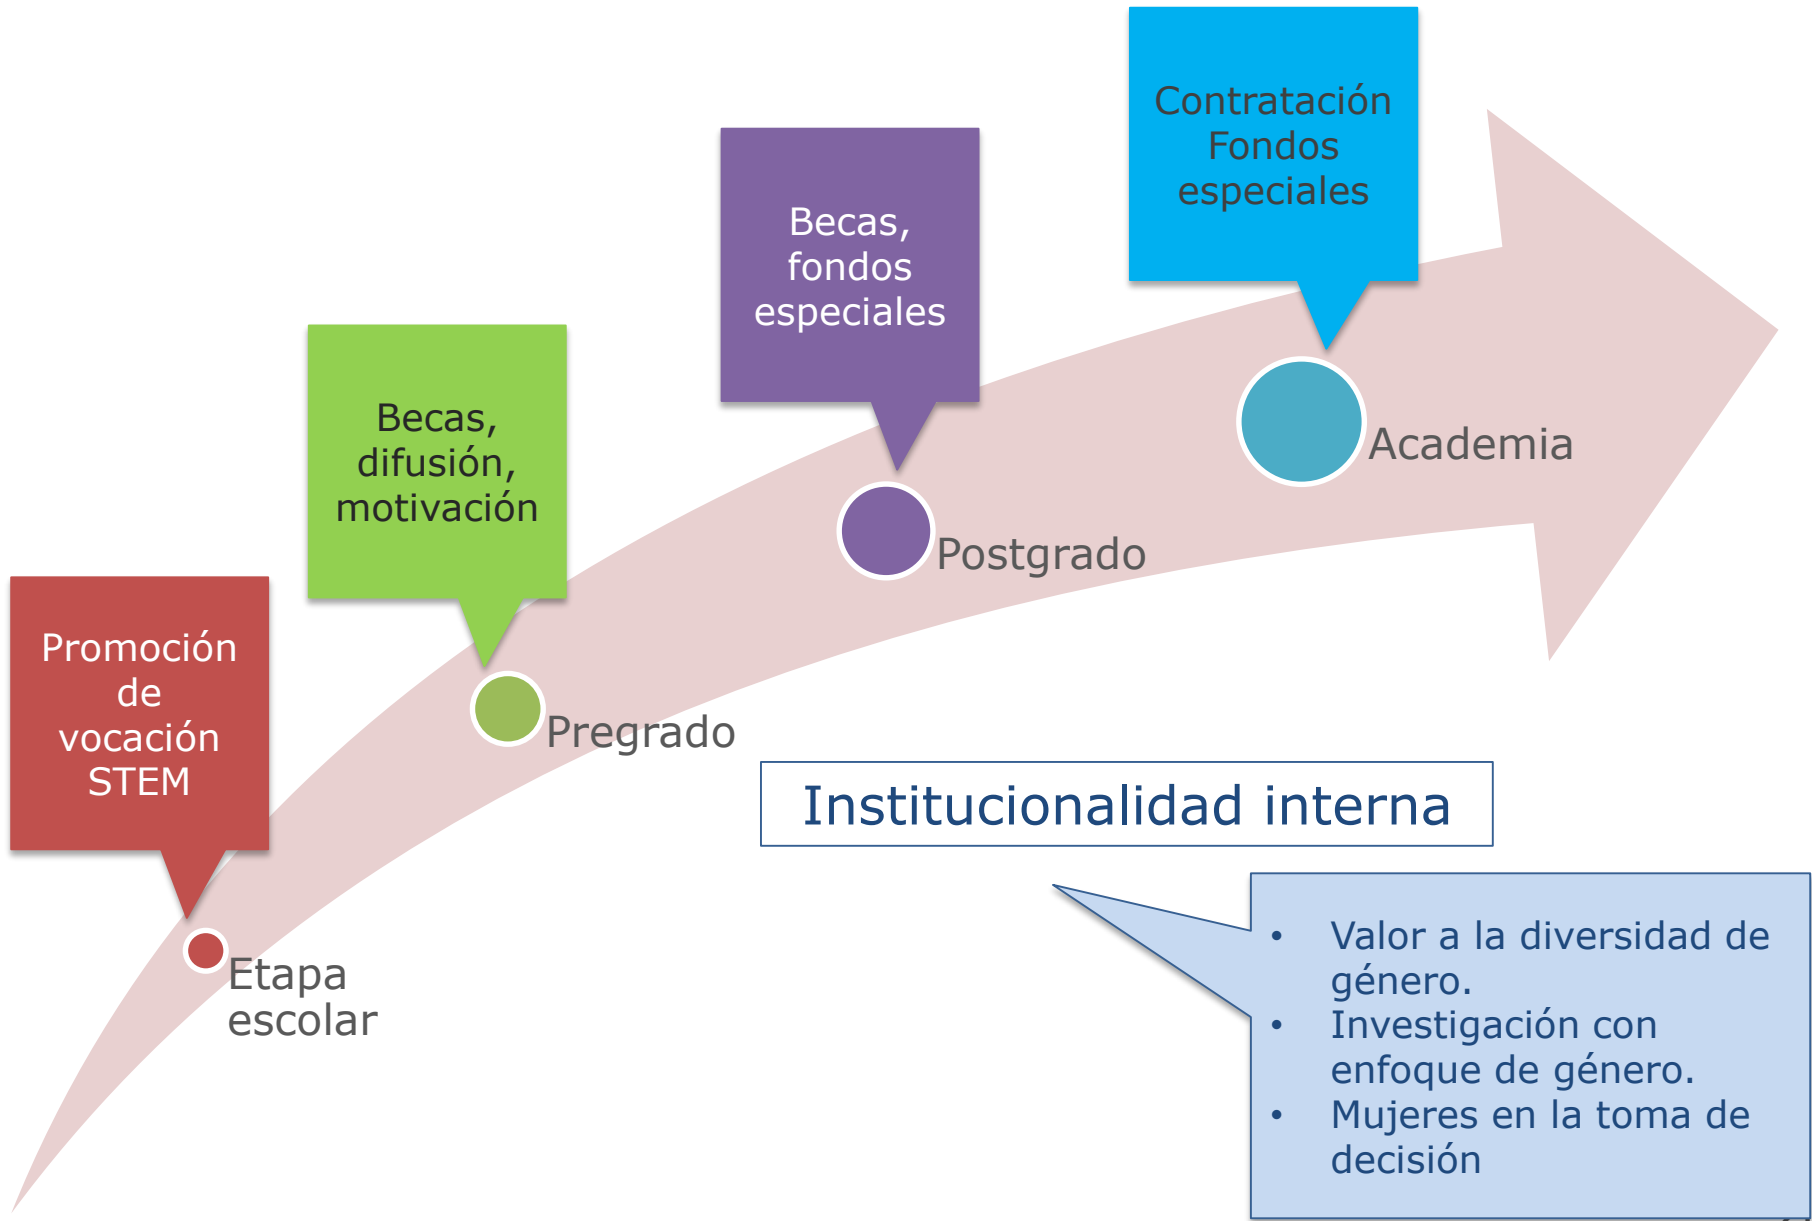 Contratación
Fondos
especiales
Becas,
fondos
especiales
Becas,
difusión,
motivación
Promoción
de
vocación
STEM
Academia
Postgrado
Pregrado
Etapa
escolar
Institucionalidad interna
• Valor a la diversidad de
género.
• Investigación con
enfoque de género.
• Mujeres en la toma de
decisión